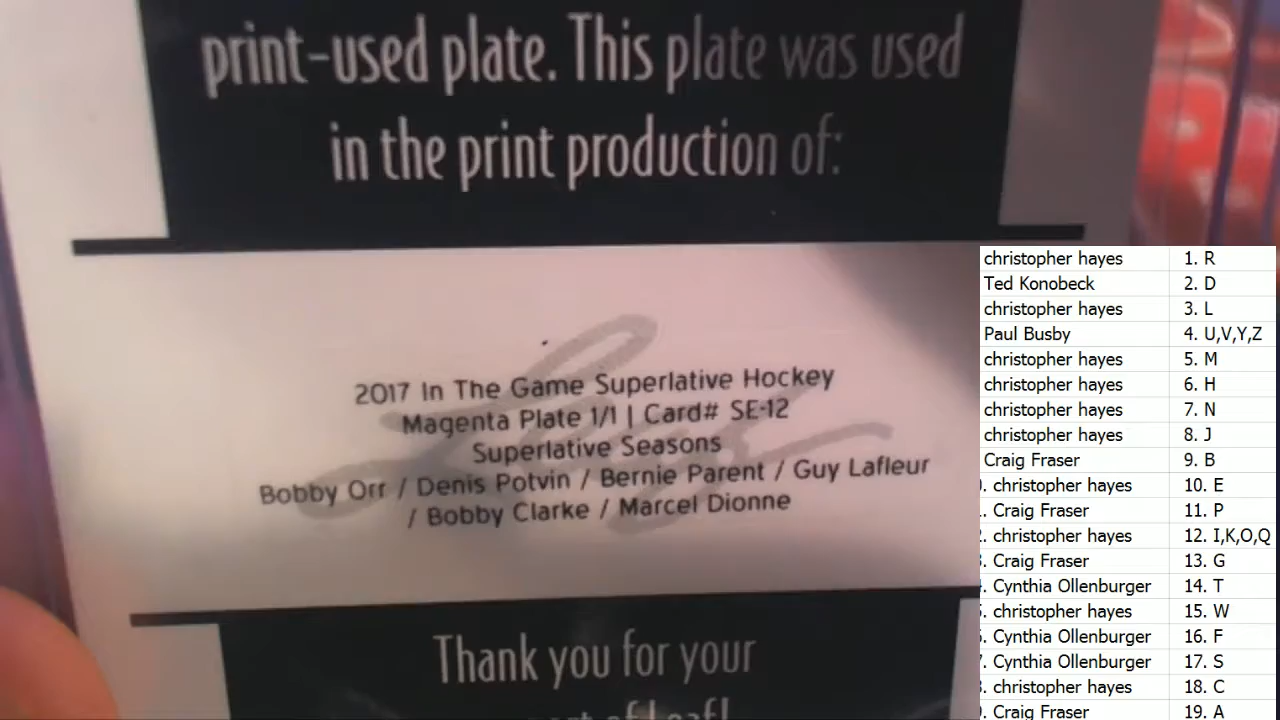 print-used plate. This plate was used
in the print production of:
2017 In The Game Superlative Hockey
Magenta Plate 1/1 | Card# SE-12
Superlative Seasons
Bobby Orr / Denis Potvin / Bernie Parent / Guy Lafleur
/ Bobby Clarke / Marcel Dionne
Thank you for your
of Leaf!
christopher hayes 1. R
Ted Konobeck 2. D
christopher hayes 3. L
Paul Busby 4. U,V,Y,Z
christopher hayes 5. M
christopher hayes 6. H
christopher hayes 7. N
christopher hayes 8. J
Craig Fraser 9. B
. christopher hayes 10. E
. Craig Fraser 11. P
. christopher hayes 12. I,K,O,Q
. Craig Fraser 13. G
. Cynthia Ollenburger 14. T
. christopher hayes 15. W
. Cynthia Ollenburger 16. F
. Cynthia Ollenburger 17. S
. christopher hayes 18. C
. Craig Fraser 19. A